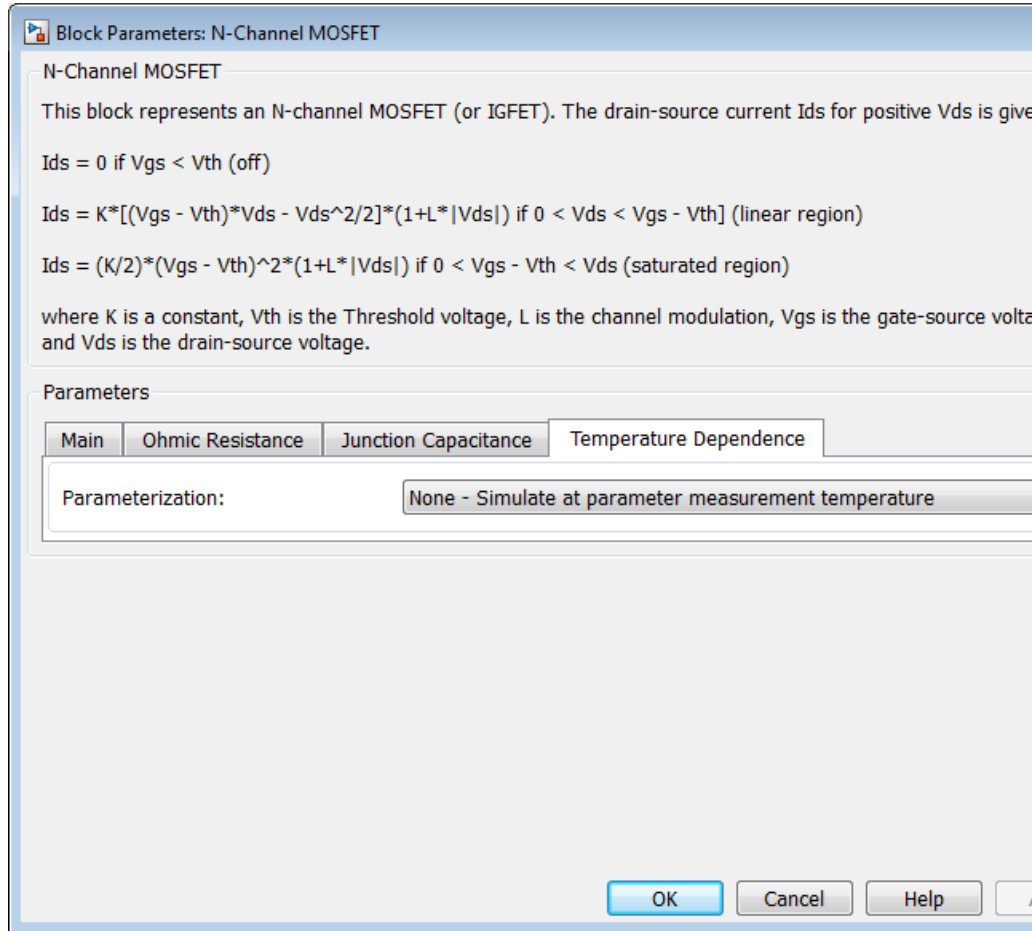 Block Parameters: N-Channel MOSFET
N-Channel MOSFET
This block represents an N-channel MOSFET (or IGFET). The drain-source current Ids for positive Vds is give
Ids = 0 if Vgs < Vth (off)
Ids = K*[(Vgs - Vth)*Vds - Vds^2/2]*(1+L*|Vds|) if 0 < Vds < Vgs - Vth] (linear region)
Ids = (K/2)*(Vgs - Vth)^2*(1+L*|Vds|) if 0 < Vgs - Vth < Vds (saturated region)
where K is a constant, Vth is the Threshold voltage, L is the channel modulation, Vgs is the gate-source volta
and Vds is the drain-source voltage.
Parameters
Main Ohmic Resistance Junction Capacitance Temperature Dependence
Parameterization: None - Simulate at parameter measurement temperature
OK Cancel Help